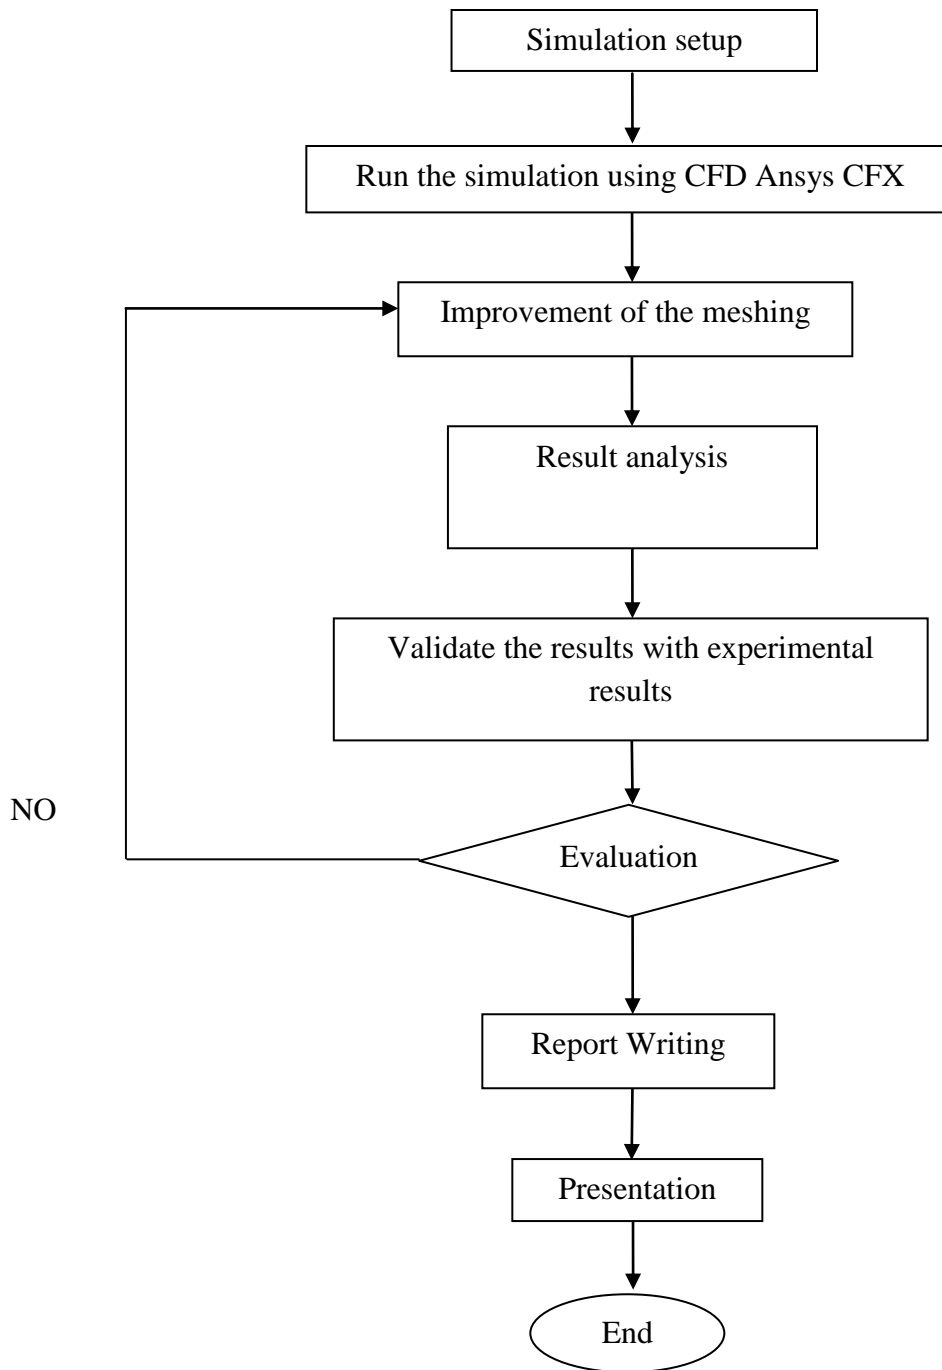 Simulation setup
Run the simulation using CFD Ansys CFX
Improvement of the meshing
Result analysis
Validate the results with experimental
results
NO
Evaluation
Report Writing
Presentation
End